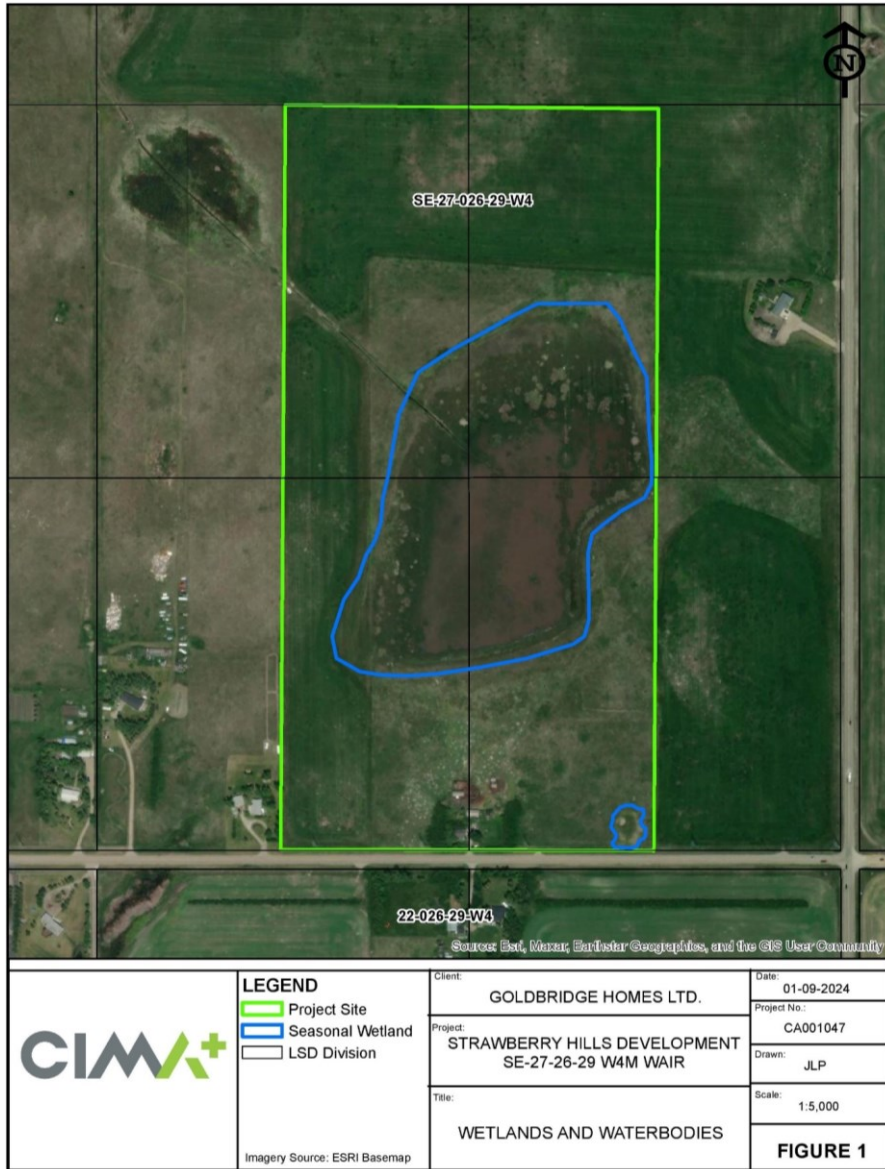 N
SE-27-026-29-W4
22-026-29-W4
Source: Esri, Maxar, Earthstar Geographics, and the GIS User Community
CIMA+
LEGEND
Project Site
Seasonal Wetland
LSD Division
Imagery Source: ESRI Basemap
Client:
GOLDBRIDGE HOMES LTD.
Project:
STRAWBERRY HILLS DEVELOPMENT
SE-27-26-29 W4M WAIR
Title:
WETLANDS AND WATERBODIES
Date:
01-09-2024
Project No.:
CA001047
Drawn:
JLP
Scale:
1:5,000
FIGURE 1